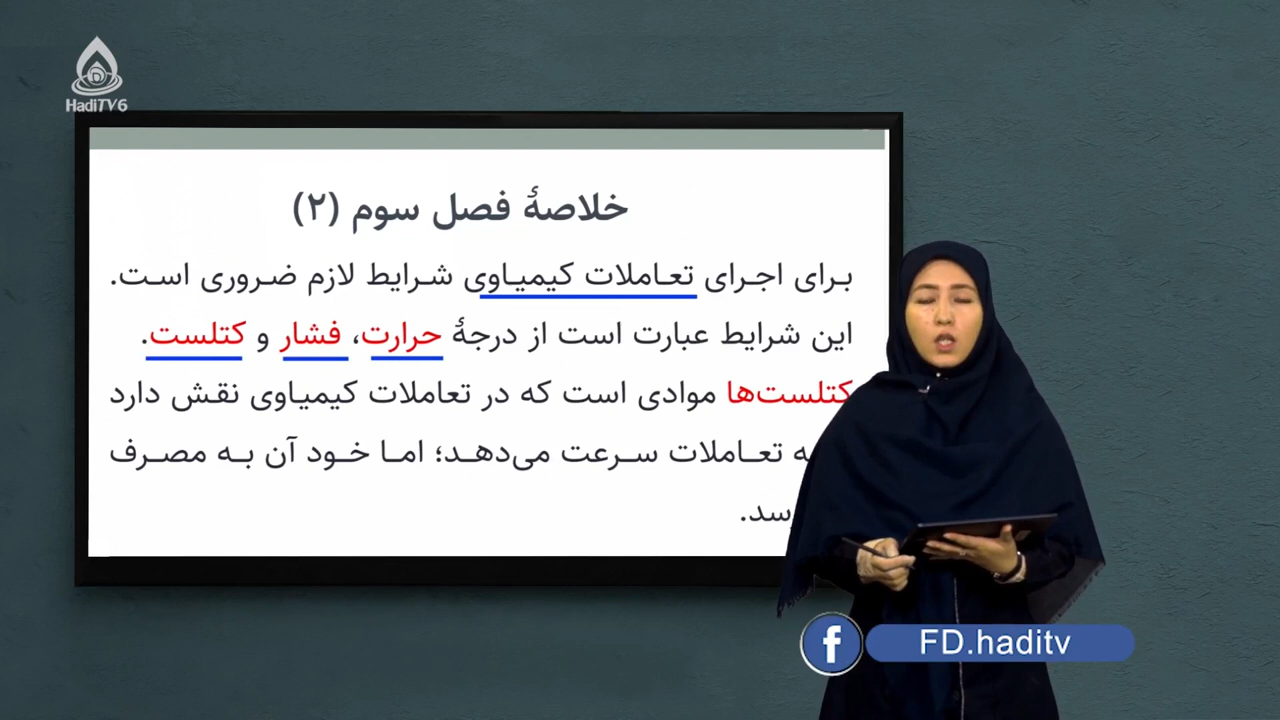 HadiTV6
خلاصهٔ فصل سوم (۲)
برای اجرای تعاملات کیمیاوی شرایط لازم ضروری است.
این شرایط عبارت است از درجهٔ حرارت، فشار و کتلست.
کتلست‌ها موادی است که در تعاملات کیمیاوی نقش دارد
تعاملات سرعت می‌دهد؛ اما خود آن به مصرف
FD.haditv